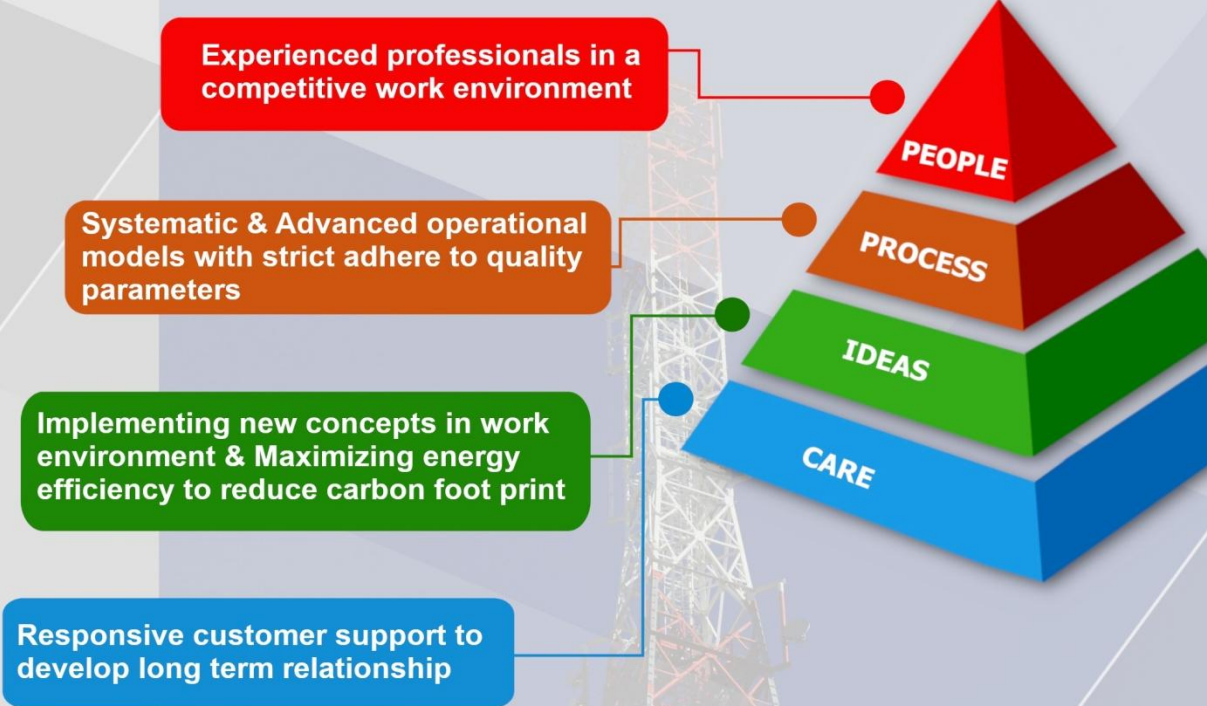 Experienced professionals in a
competitive work environment
PEOPLE
Systematic & Advanced operational
models with strict adhere to quality
parameters
PROCESS
Implementing new concepts in work
environment & Maximizing energy
efficiency to reduce carbon foot print
IDEAS
Responsive customer support to
develop long term relationship
CARE